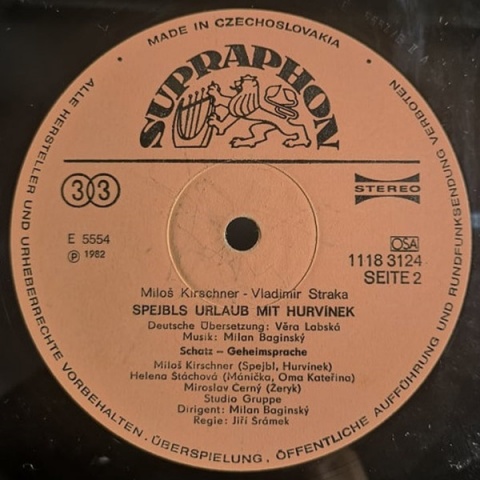 MADE IN CZECHOSLOVAKIA
SUPRAPHON
33
STEREO
E 5554
℗ 1982
OSA
1118 3124
SEITE 2
Miloš Kirschner - Vladimír Straka
SPEJBLS URLAUB MIT HURVÍNEK
Deutsche Übersetzung: Věra Labská
Musik: Milan Baginský
Schatz – Geheimsprache
Miloš Kirschner (Spejbl, Hurvínek)
Helena Štáchová (Mánička, Oma Kateřina)
Miroslav Černý (Žeryk)
Studio Gruppe
Dirigent: Milan Baginský
Regie: Jiří Šrámek
ALLE HERSTELLER UND URHEBERRECHTE VORBEHALTEN. ÜBERSPIELUNG, ÖFFENTLICHE AUFFÜHRUNG UND RUNDFUNKSENDUNG VERBOTEN